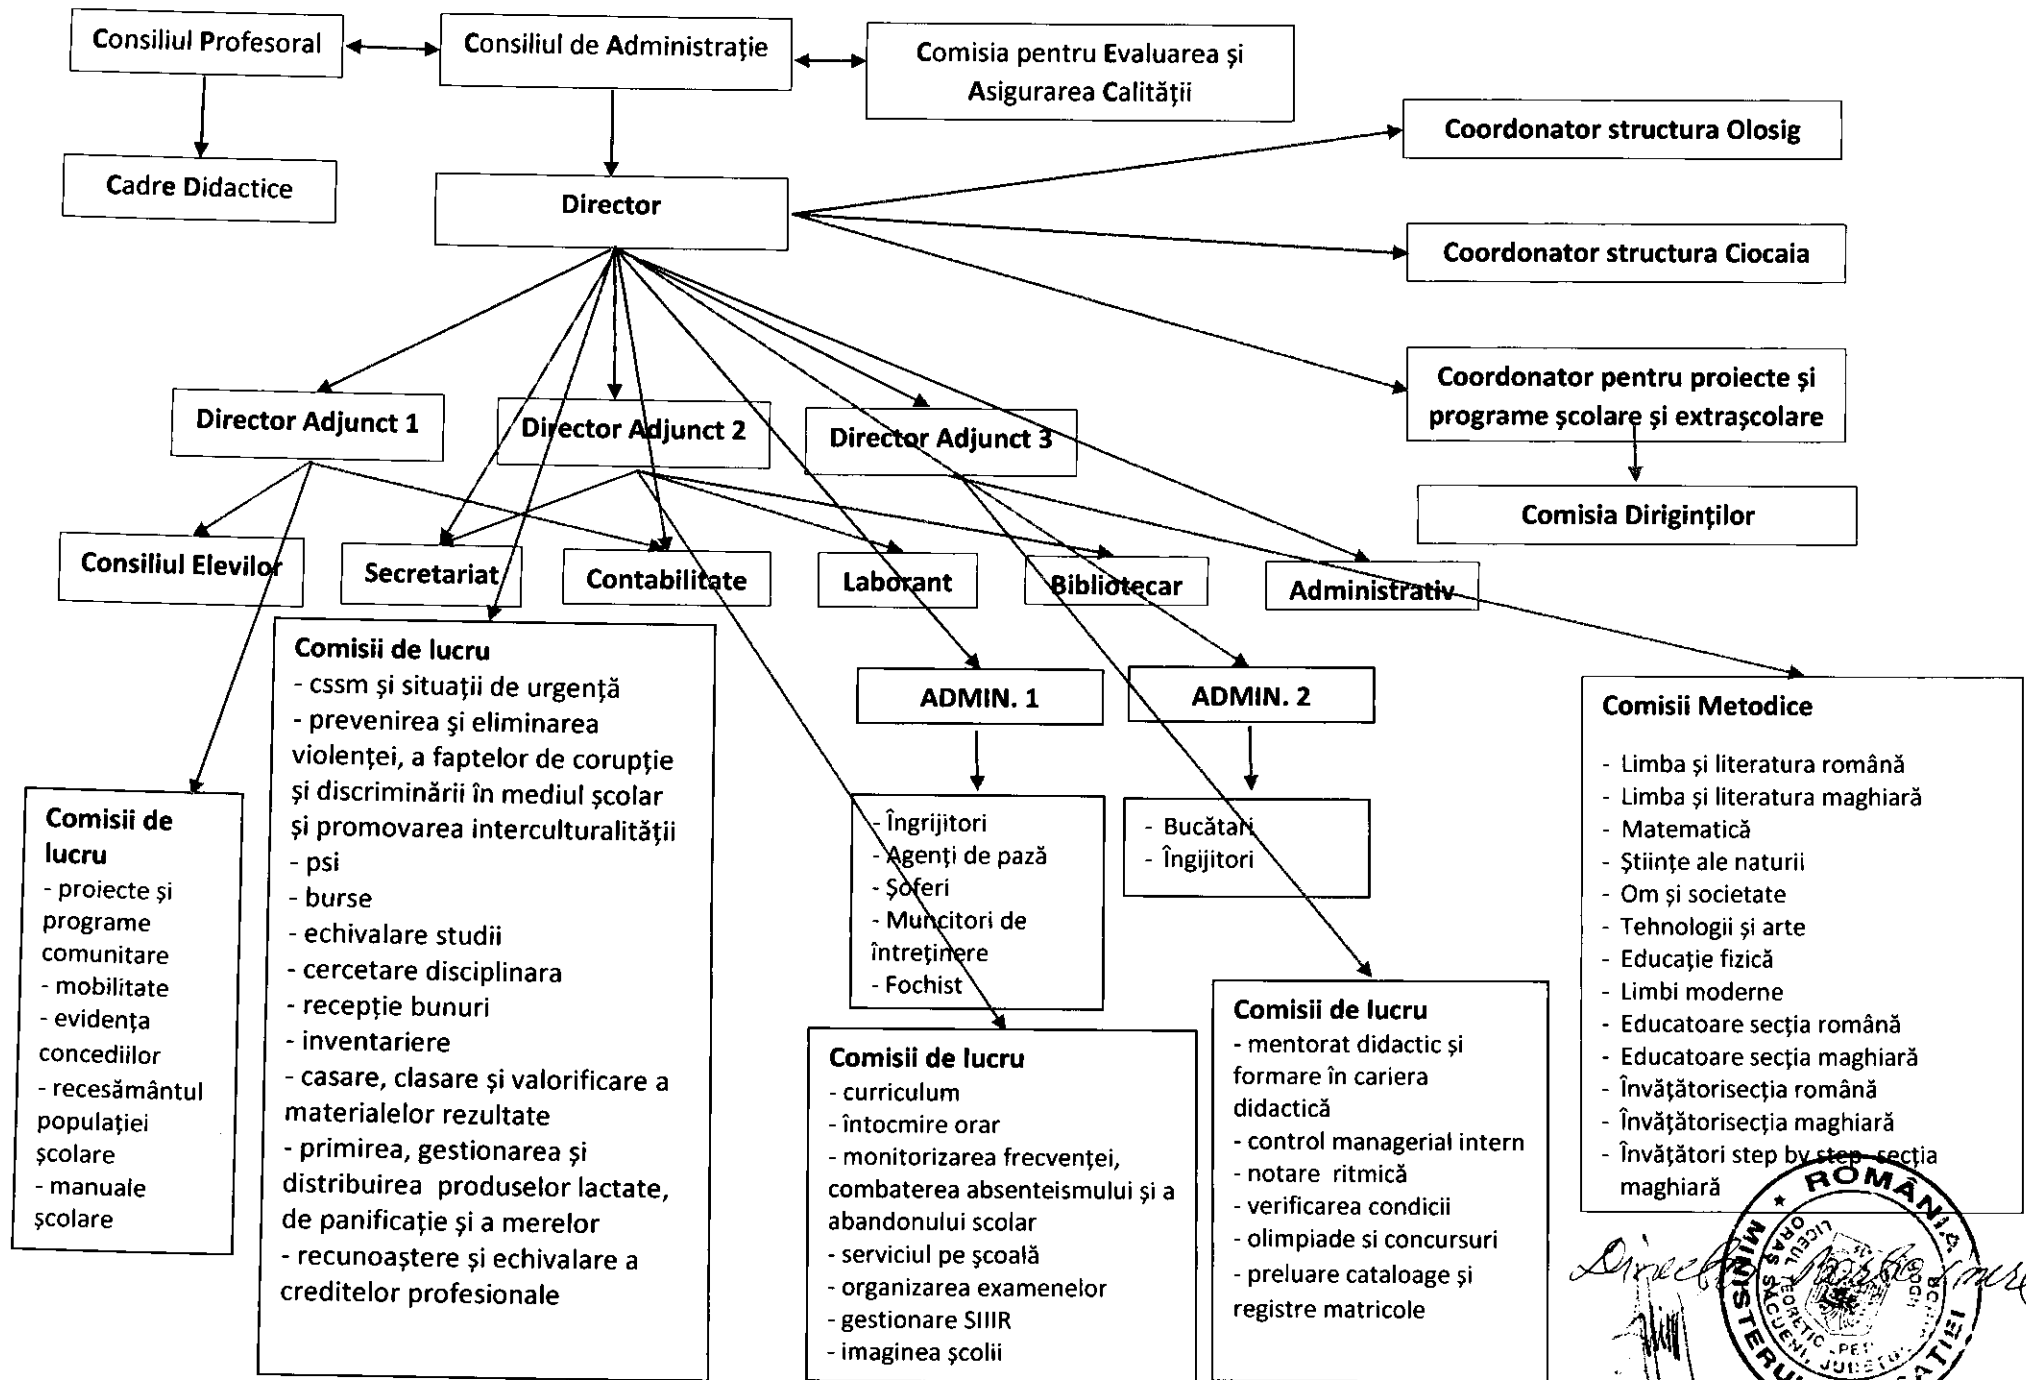 Consiliul Profesoral
Consiliul de Administrație
Comisia pentru Evaluarea și
Asigurarea Calității
Coordonator structura Olosig
Cadre Didactice
Director
Coordonator structura Ciocaia
Coordonator pentru proiecte și
programe școlare și extrașcolare
Director Adjunct 1
Director Adjunct 2
Director Adjunct 3
Comisia Diriginților
Consiliul Elevilor
Secretariat
Contabilitate
Laborant
Bibliotecar
Administrativ
Comisii de
lucru
- proiecte și
programe
comunitare
- mobilitate
- evidența
concediilor
- recesământul
populației
școlare
- manuale
școlare
Comisii de lucru
- cssm și situații de urgență
- prevenirea și eliminarea
violenței, a faptelor de corupție
și discriminării în mediul școlar
și promovarea interculturalității
- psi
- burse
- echivalare studii
- cercetare disciplinara
- recepție bunuri
- inventariere
- casare, clasare și valorificare a
materialelor rezultate
- primirea, gestionarea și
distribuirea produselor lactate,
de panificație și a merelor
- recunoaștere și echivalare a
creditelor profesionale
ADMIN. 1
- Îngrijitori
- Agenți de pază
- Șoferi
- Muncitori de
întreținere
- Fochist
ADMIN. 2
- Bucătari
- Îngijitori
Comisii de lucru
- curriculum
- întocmire orar
- monitorizarea frecvenței,
combaterea absenteismului și a
abandonului scolar
- serviciul pe școală
- organizarea examenelor
- gestionare SIIIR
- imaginea școlii
Comisii de lucru
- mentorat didactic și
formare în cariera
didactică
- control managerial intern
- notare ritmică
- verificarea condicii
- olimpiade si concursuri
- preluare cataloage și
registre matricole
Comisii Metodice
- Limba și literatura română
- Limba și literatura maghiară
- Matematică
- Științe ale naturii
- Om și societate
- Tehnologii și arte
- Educație fizică
- Limbi moderne
- Educatoare secția română
- Educatoare secția maghiară
- Învățătorisecția română
- Învățătorisecția maghiară
- Învățători step by step secția
maghiară
ROMÂNIA
LICEUL TEORETIC
ORAȘ SĂCUENI, JUDEȚUL